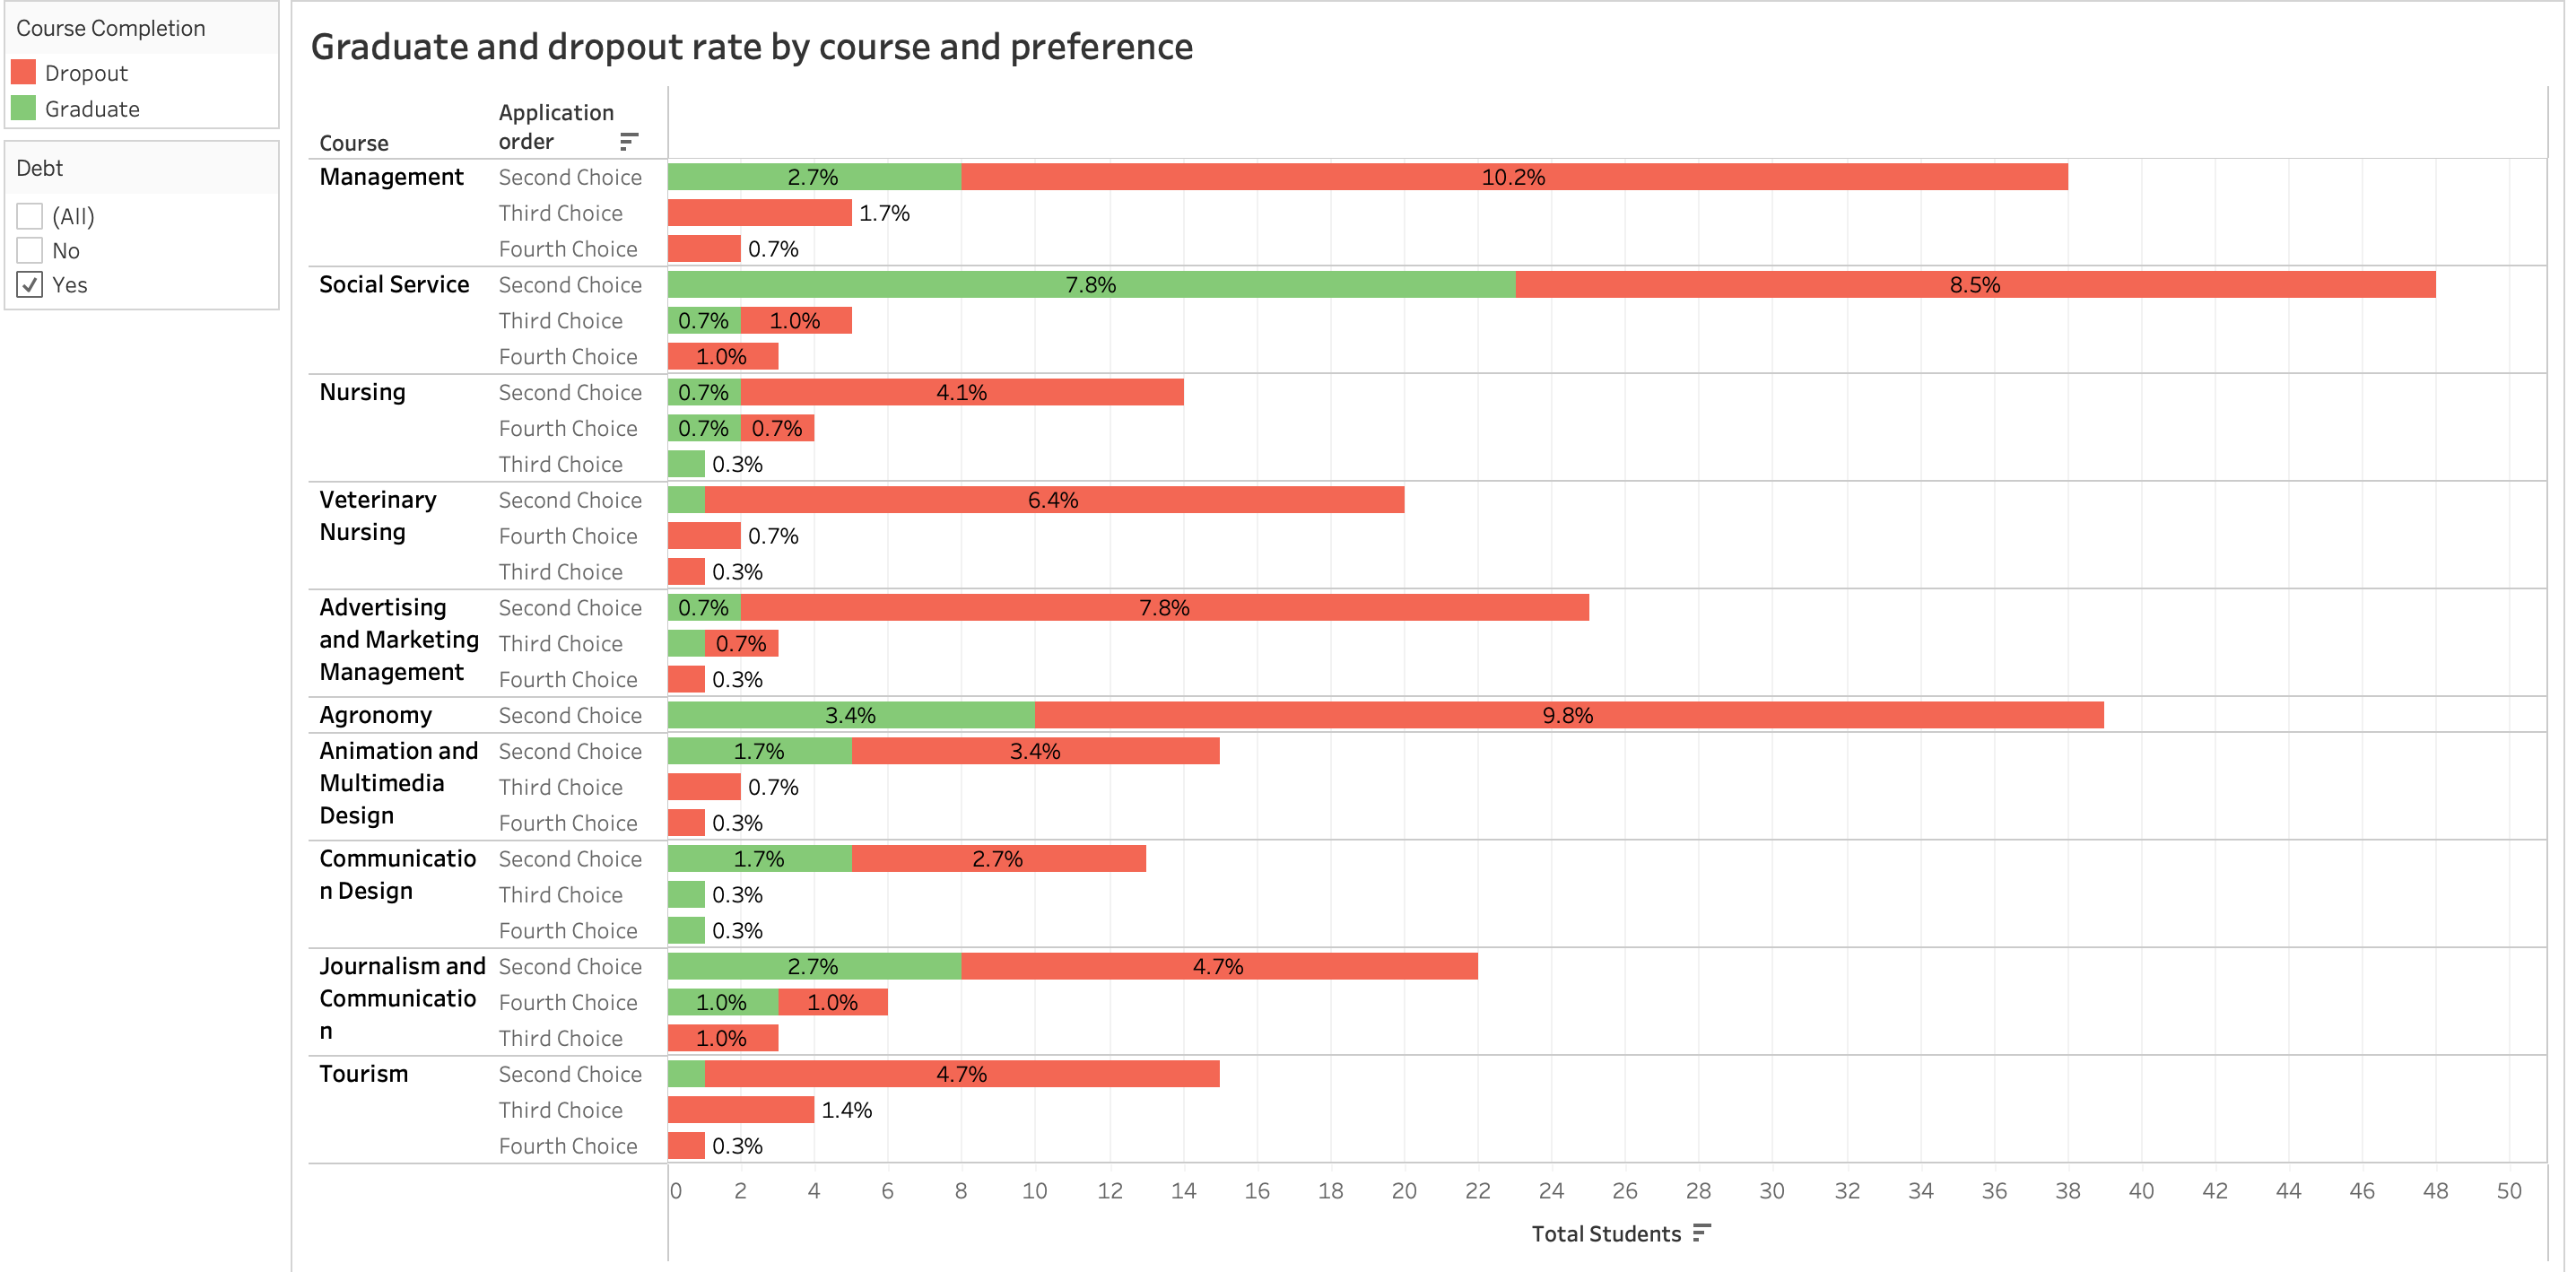 Course Completion
Dropout
Graduate
Debt
(All)
No
Yes
Graduate and dropout rate by course and preference
Application
order
Course
Management
Second Choice 2.7% 10.2%
Third Choice 1.7%
Fourth Choice 0.7%
Social Service
Second Choice 7.8% 8.5%
Third Choice 0.7% 1.0%
Fourth Choice 1.0%
Nursing
Second Choice 0.7% 4.1%
Fourth Choice 0.7% 0.7%
Third Choice 0.3%
Veterinary
Nursing
Second Choice 6.4%
Fourth Choice 0.7%
Third Choice 0.3%
Advertising
and Marketing
Management
Second Choice 0.7% 7.8%
Third Choice 0.7%
Fourth Choice 0.3%
Agronomy
Second Choice 3.4% 9.8%
Animation and
Multimedia
Design
Second Choice 1.7% 3.4%
Third Choice 0.7%
Fourth Choice 0.3%
Communicatio
n Design
Second Choice 1.7% 2.7%
Third Choice 0.3%
Fourth Choice 0.3%
Journalism and
Communicatio
n
Second Choice 2.7% 4.7%
Fourth Choice 1.0% 1.0%
Third Choice 1.0%
Tourism
Second Choice 4.7%
Third Choice 1.4%
Fourth Choice 0.3%
0 2 4 6 8 10 12 14 16 18 20 22 24 26 28 30 32 34 36 38 40 42 44 46 48 50
Total Students